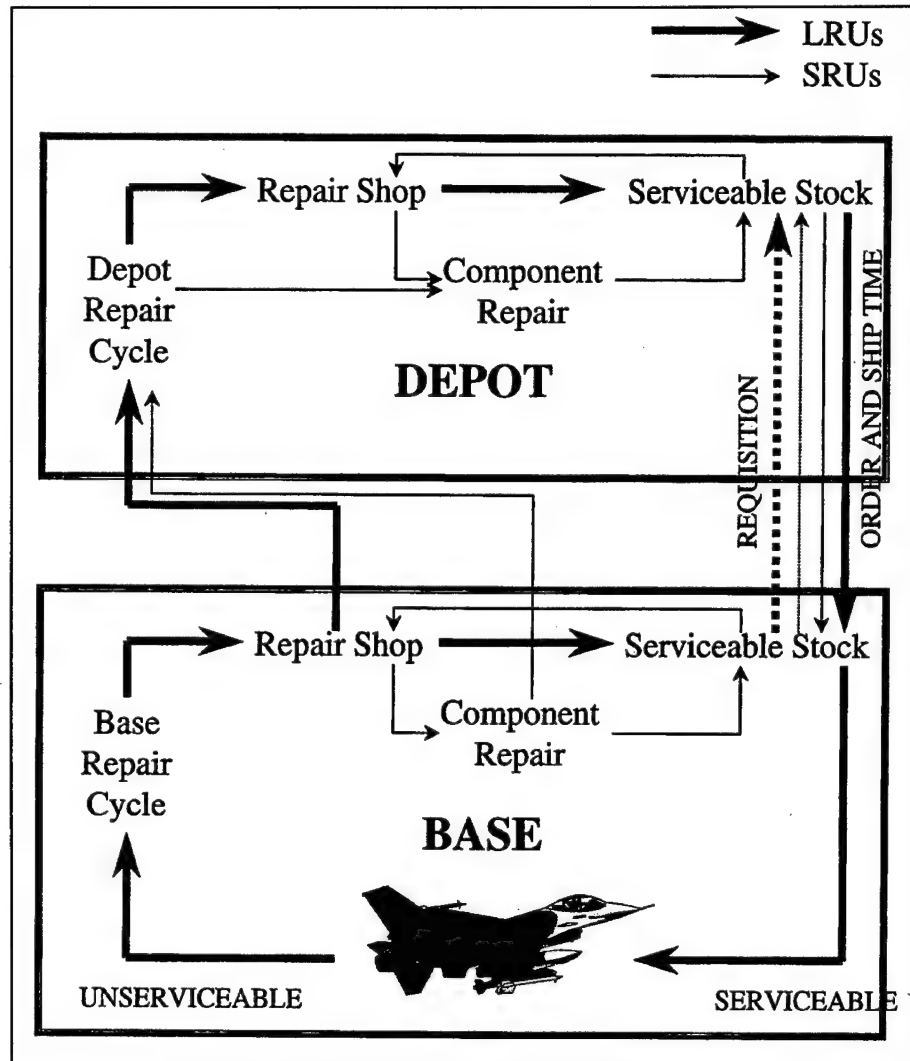 LRUs
SRUs
Repair Shop
Serviceable Stock
Depot
Repair
Cycle
Component
Repair
DEPOT
REQUISITION
ORDER AND SHIP TIME
Repair Shop
Serviceable Stock
Base
Repair
Cycle
Component
Repair
BASE
UNSERVICEABLE
SERVICEABLE